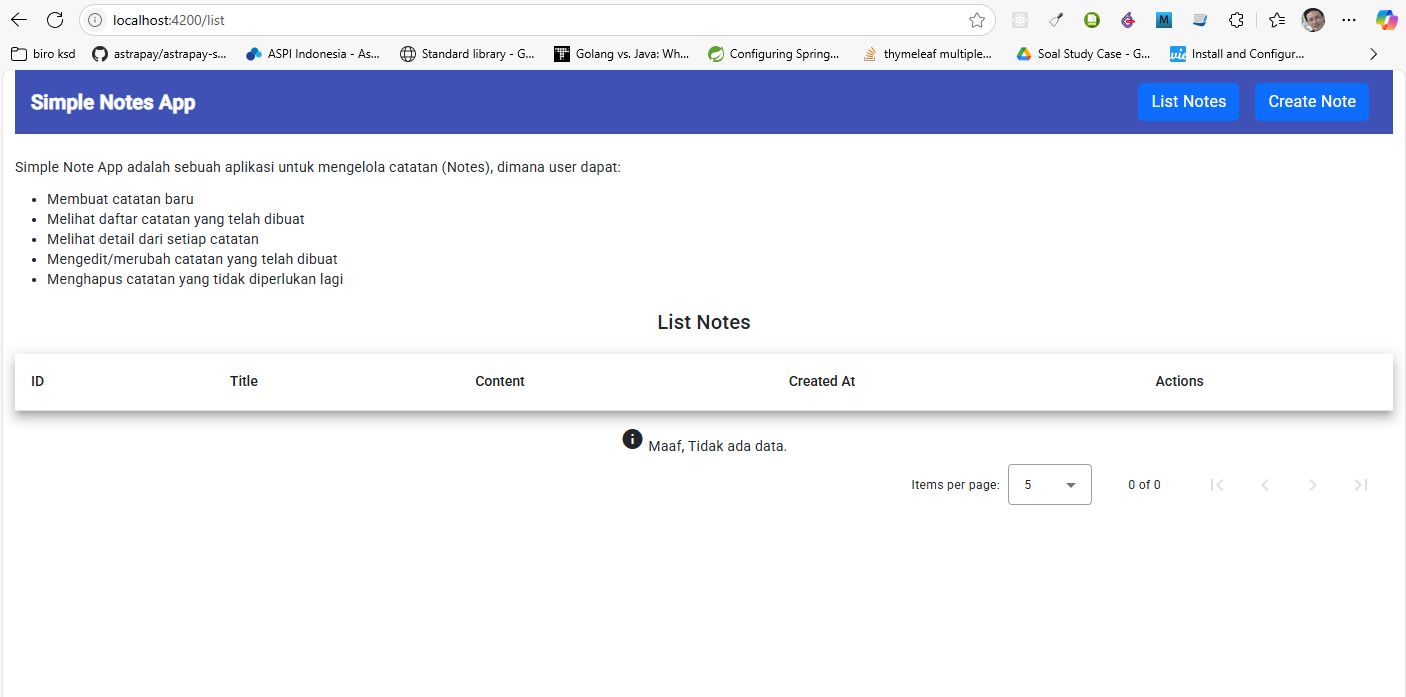 localhost:4200/list
biro ksd astrapay/astrapay-s... ASPI Indonesia - As... Standard library - G... Golang vs. Java: Wh... Configuring Spring... thymeleaf multiple... Soal Study Case - G... Install and Configur...
Simple Notes App List Notes Create Note
Simple Note App adalah sebuah aplikasi untuk mengelola catatan (Notes), dimana user dapat:
• Membuat catatan baru
• Melihat daftar catatan yang telah dibuat
• Melihat detail dari setiap catatan
• Mengedit/merubah catatan yang telah dibuat
• Menghapus catatan yang tidak diperlukan lagi
List Notes
ID Title Content Created At Actions
Maaf, Tidak ada data.
Items per page: 5 0 of 0